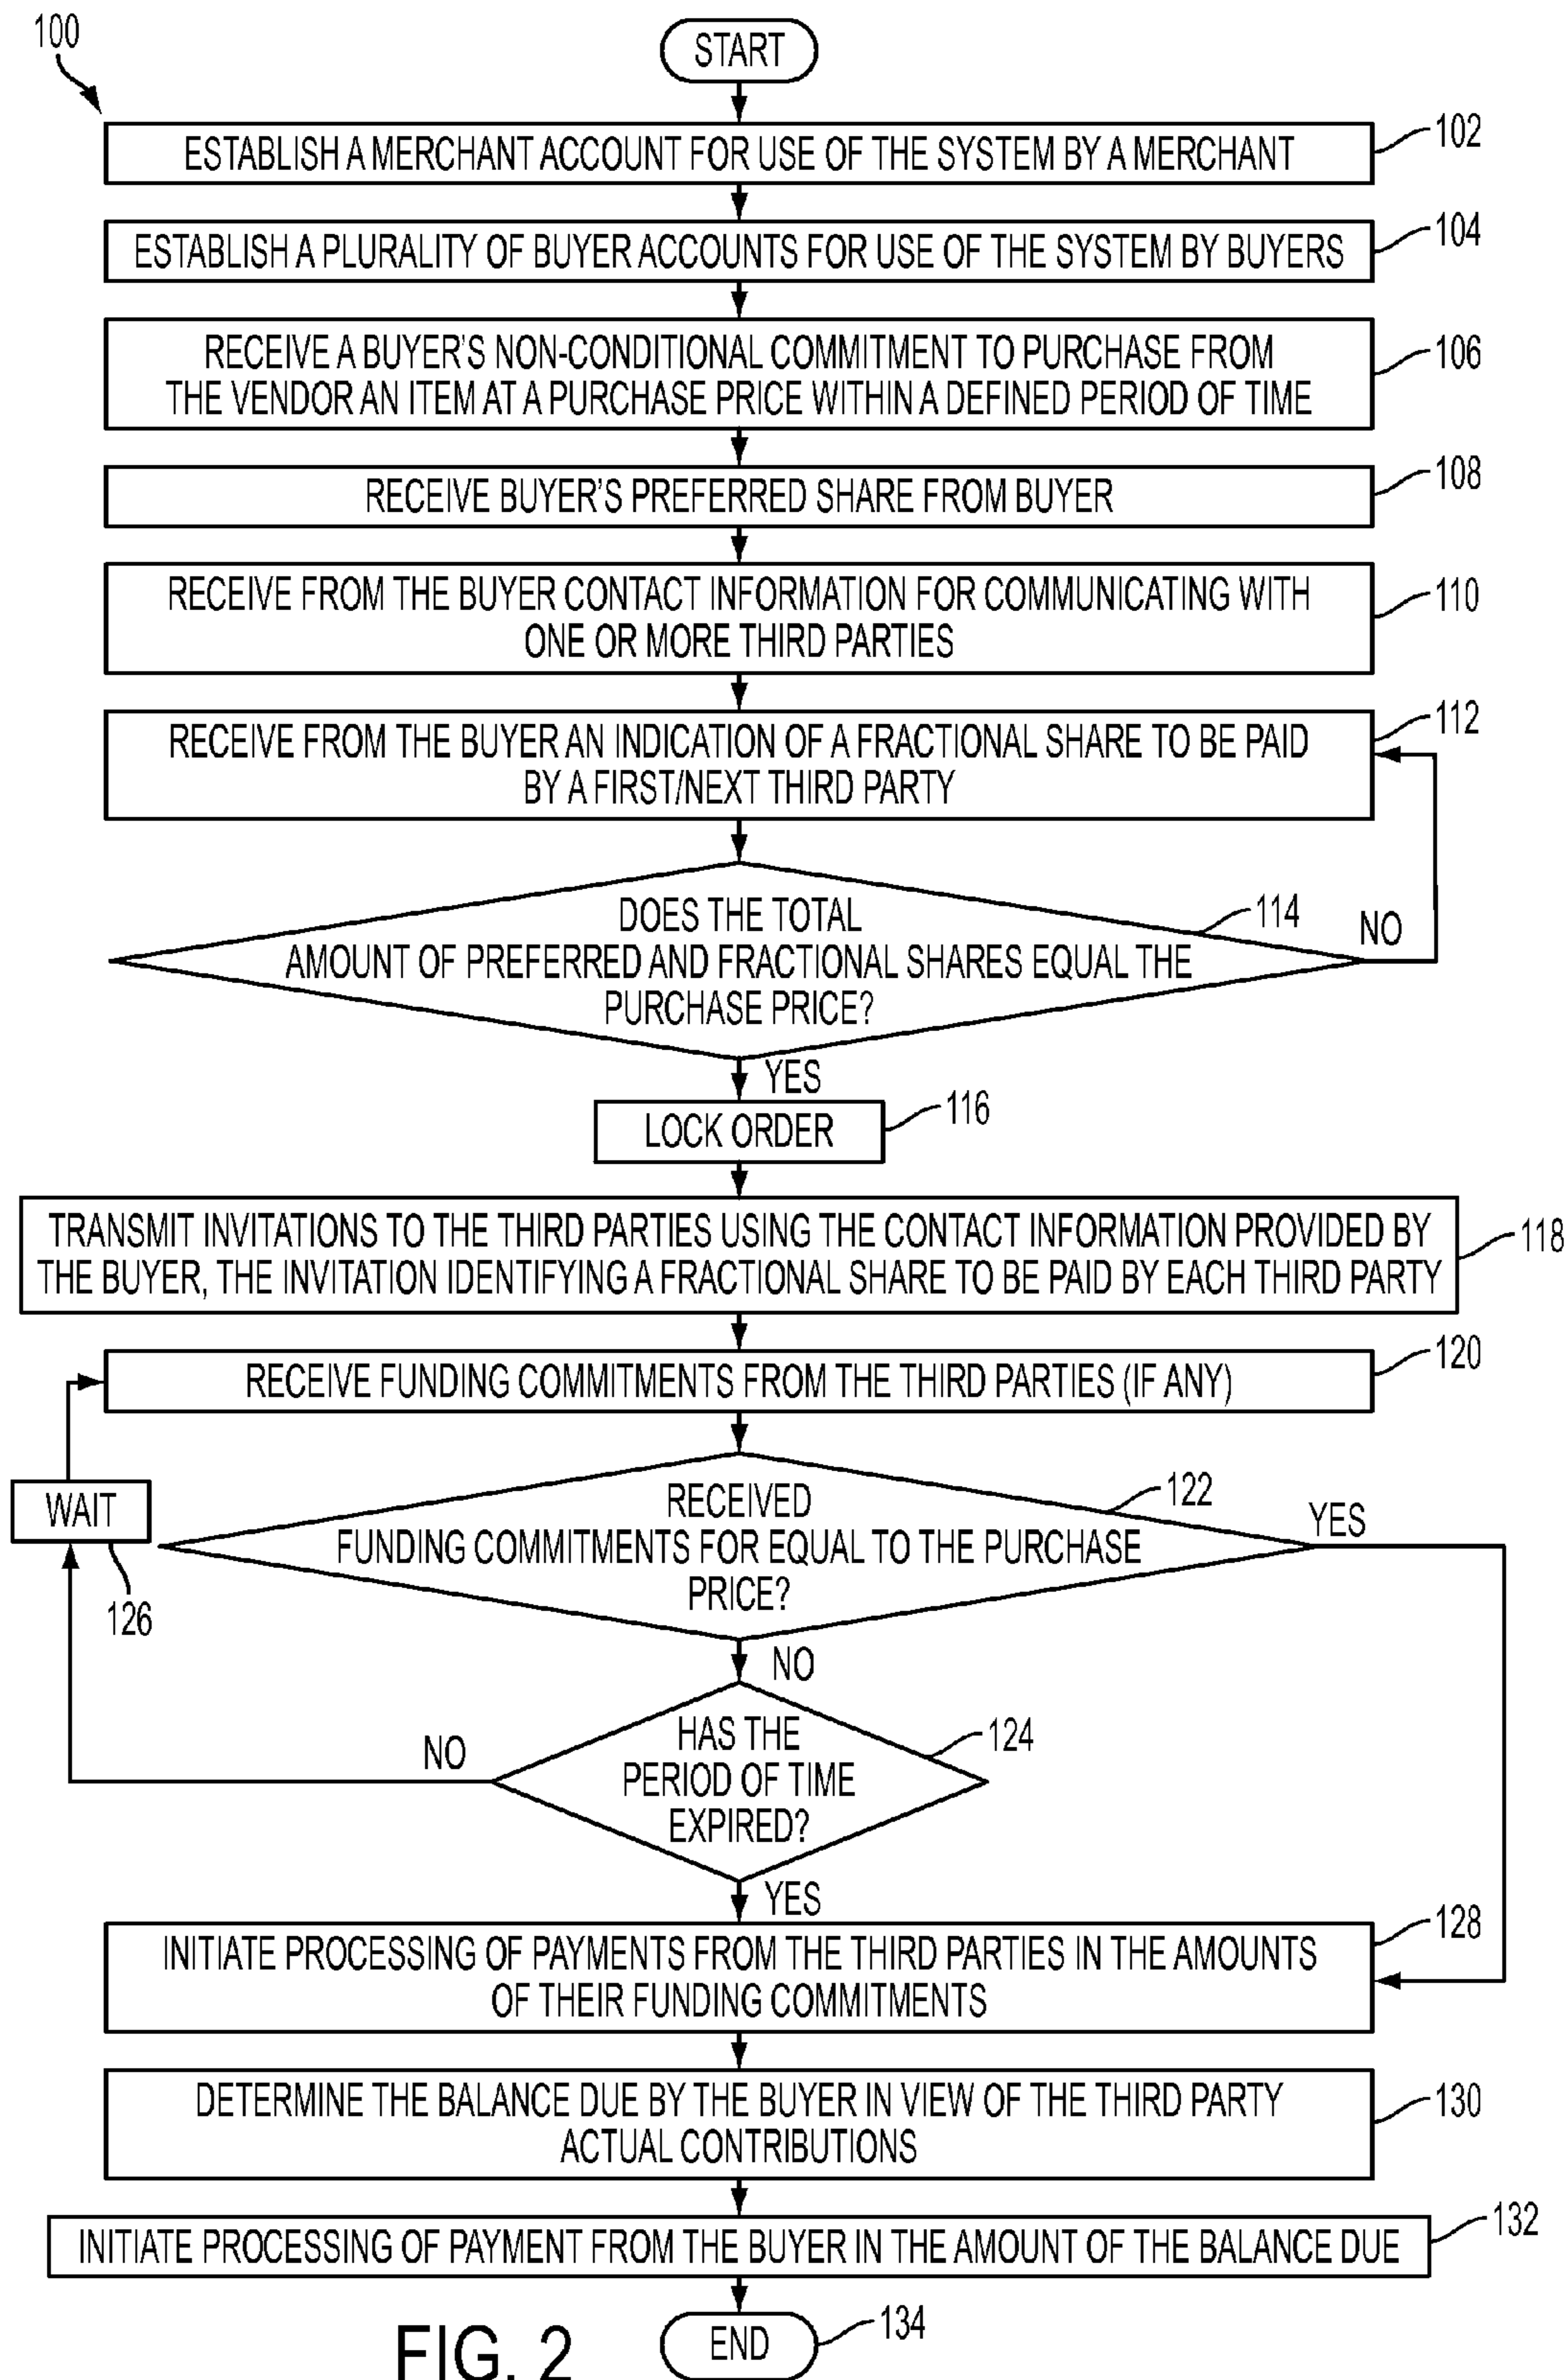 100
START
ESTABLISH A MERCHANT ACCOUNT FOR USE OF THE SYSTEM BY A MERCHANT
102
ESTABLISH A PLURALITY OF BUYER ACCOUNTS FOR USE OF THE SYSTEM BY BUYERS
104
RECEIVE A BUYER'S NON-CONDITIONAL COMMITMENT TO PURCHASE FROM
THE VENDOR AN ITEM AT A PURCHASE PRICE WITHIN A DEFINED PERIOD OF TIME
106
RECEIVE BUYER'S PREFERRED SHARE FROM BUYER
108
RECEIVE FROM THE BUYER CONTACT INFORMATION FOR COMMUNICATING WITH
ONE OR MORE THIRD PARTIES
110
RECEIVE FROM THE BUYER AN INDICATION OF A FRACTIONAL SHARE TO BE PAID
BY A FIRST/NEXT THIRD PARTY
112
DOES THE TOTAL
AMOUNT OF PREFERRED AND FRACTIONAL SHARES EQUAL THE
PURCHASE PRICE?
114
NO
YES
LOCK ORDER
116
TRANSMIT INVITATIONS TO THE THIRD PARTIES USING THE CONTACT INFORMATION PROVIDED BY
THE BUYER, THE INVITATION IDENTIFYING A FRACTIONAL SHARE TO BE PAID BY EACH THIRD PARTY
118
RECEIVE FUNDING COMMITMENTS FROM THE THIRD PARTIES (IF ANY)
120
WAIT
126
RECEIVED
FUNDING COMMITMENTS FOR EQUAL TO THE PURCHASE
PRICE?
122
YES
NO
HAS THE
PERIOD OF TIME
EXPIRED?
124
NO
YES
INITIATE PROCESSING OF PAYMENTS FROM THE THIRD PARTIES IN THE AMOUNTS
OF THEIR FUNDING COMMITMENTS
128
DETERMINE THE BALANCE DUE BY THE BUYER IN VIEW OF THE THIRD PARTY
ACTUAL CONTRIBUTIONS
130
INITIATE PROCESSING OF PAYMENT FROM THE BUYER IN THE AMOUNT OF THE BALANCE DUE
132
END
134
FIG. 2